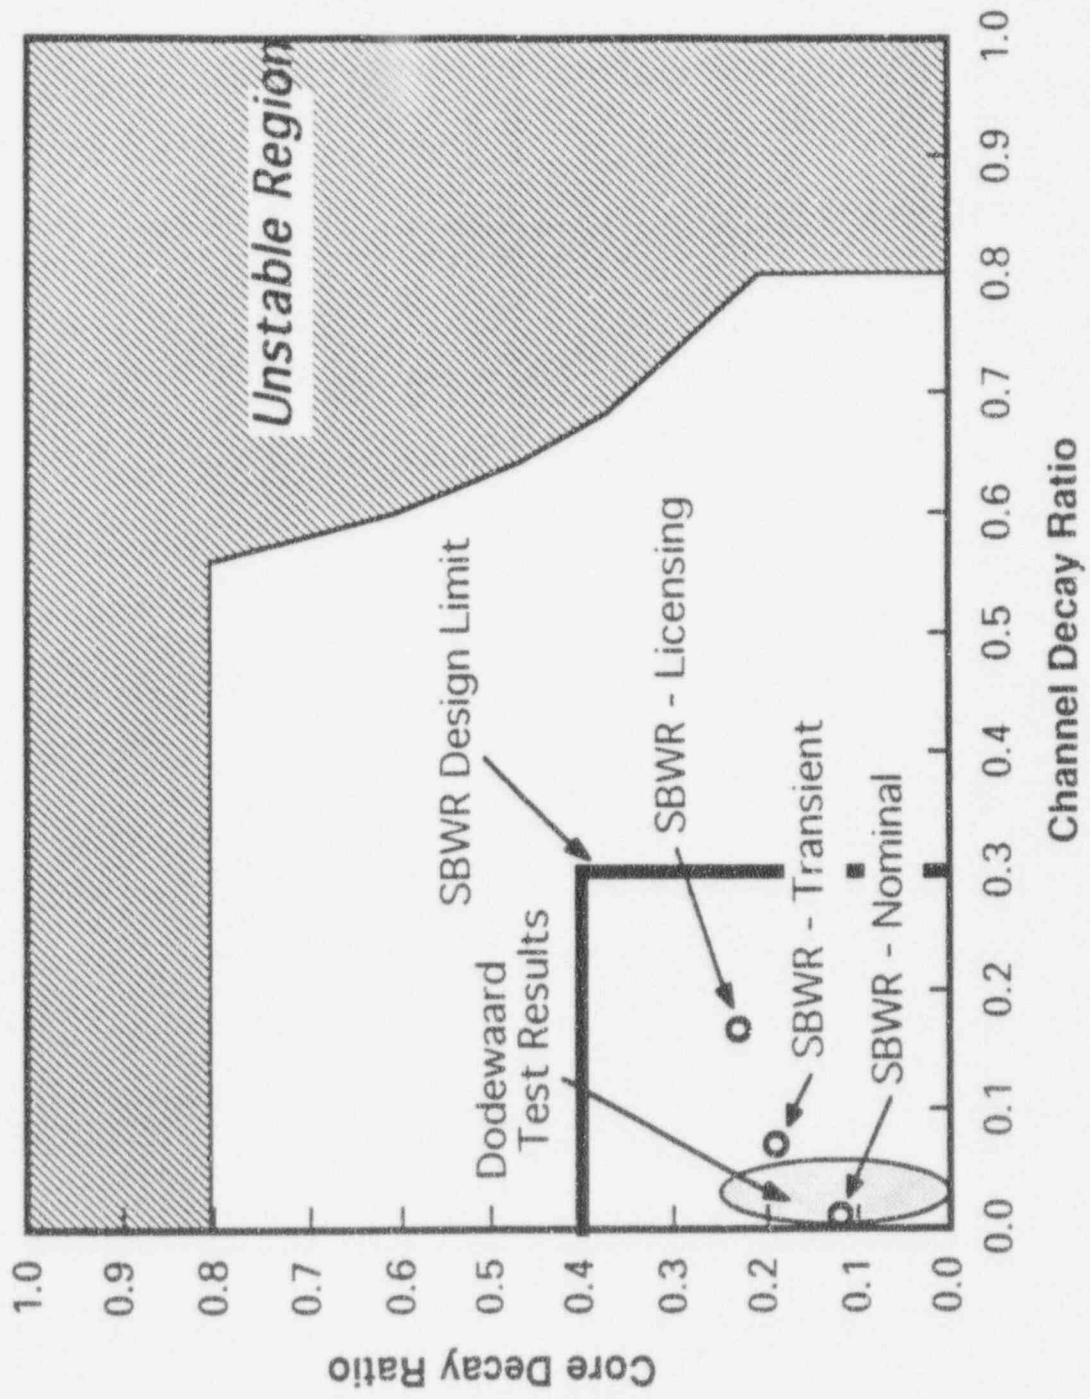 Unstable Region
SBWR Design Limit
Dodewaard
Test Results
SBWR - Licensing
SBWR - Transient
SBWR - Nominal
1.0
0.9
0.8
0.7
0.6
0.5
0.4
0.3
0.2
0.1
0.0
Core Decay Ratio
0.0
0.1
0.2
0.3
0.4
0.5
0.6
0.7
0.8
0.9
1.0
Channel Decay Ratio